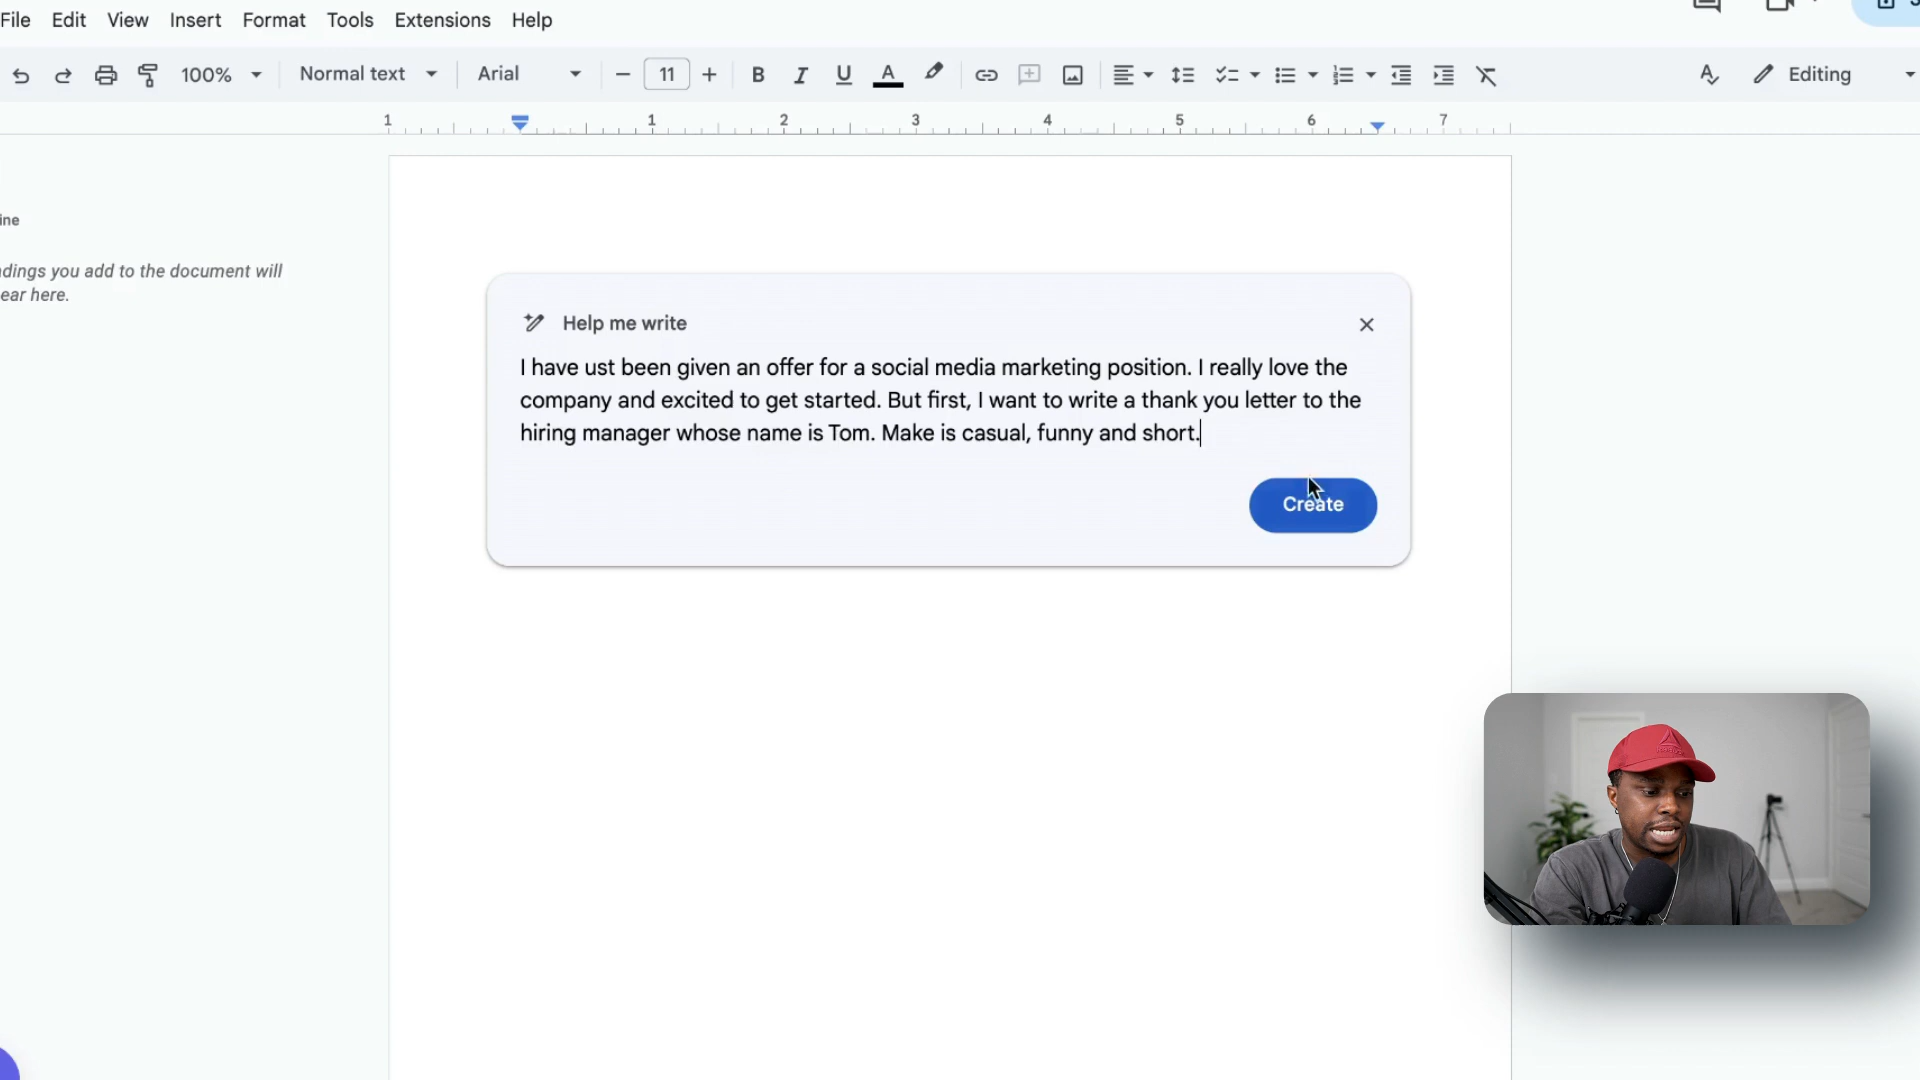 File Edit View Insert Format Tools Extensions Help
100% Normal text Arial 11 Editing
1 1 2 3 4 5 6 7
ine
dings you add to the document will
ear here.
Help me write
I have ust been given an offer for a social media marketing position. I really love the
company and excited to get started. But first, I want to write a thank you letter to the
hiring manager whose name is Tom. Make is casual, funny and short.
Create